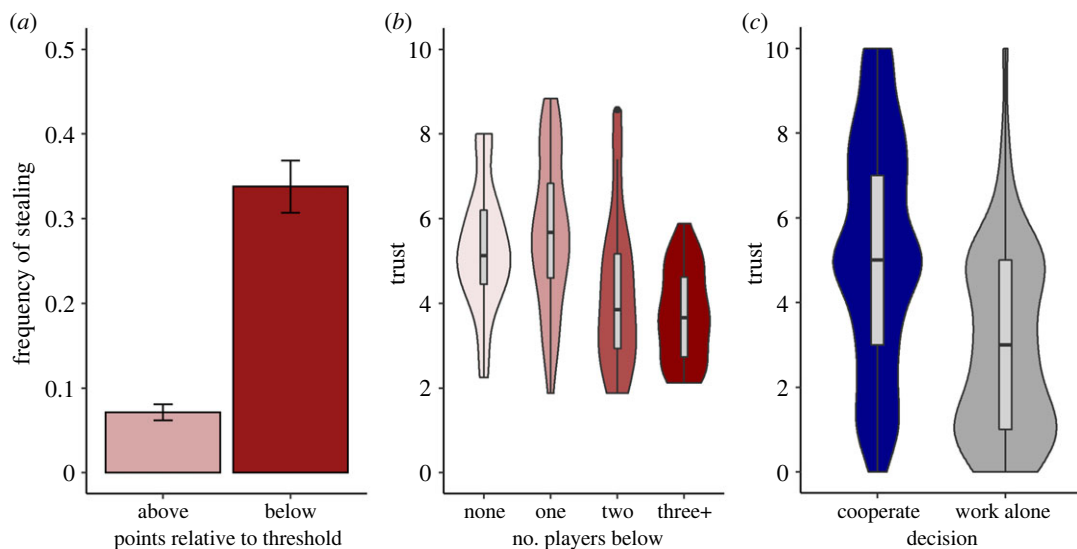 (a)
0.5
0.4
0.3
0.2
0.1
0
frequency of stealing
above below
points relative to threshold
(b)
10
8
6
4
2
0
trust
none one two three+
no. players below
(c)
10
8
6
4
2
0
trust
cooperate work alone
decision